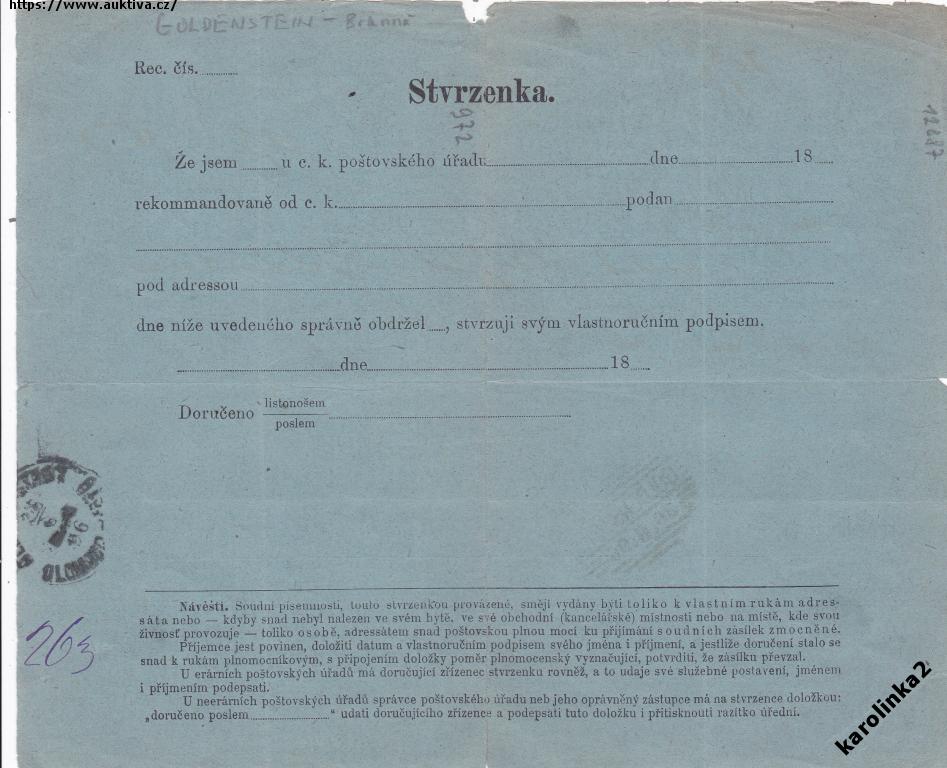 https://www.auktiva.cz/
GOLDENSTEIN – Branná
Rec. čís.
Stvrzenka.
972
12687
Že jsem u c. k. poštovského úřadu dne 18
rekommandovaně od c. k. podan
pod adressou
dne níže uvedeného správně obdržel , stvrzuji svým vlastnoručním podpisem.
dne 18
Doručeno listonošem
poslem
OLOMOUC
263
Návěští. Soudní písemnosti, touto stvrzenkou provázené, smějí vydány býti toliko k vlastním rukám adres-
sáta nebo — kdyby snad nebyl nalezen ve svém bytě, ve své obchodní (kancelářské) místnosti nebo na místě, kde svou
živnosť provozuje — toliko osobě, adressátem snad poštovskou plnou mocí ku přijímání soudních zásilek zmocněné.
Příjemce jest povinen, doložiti datum a vlastnoručním podpisem svého jména i příjmení, a jestliže doručení stalo se
snad k rukám plnomocníkovým, s připojením doložky poměr plnomocenský vyznačující, potvrditi, že zásilku převzal.
U erárních poštovských úřadů má doručující zřízenec stvrzenku rovněž, a to udaje své služebné postavení, jménem
i příjmením podepsati.
U neerárních poštovských úřadů správce poštovského úřadu neb jeho oprávněný zástupce má na stvrzence doložkou:
„doručeno poslem “ udati doručujícího zřízence a podepsati tuto doložku i přitisknouti razítko úřední.
karolinka2